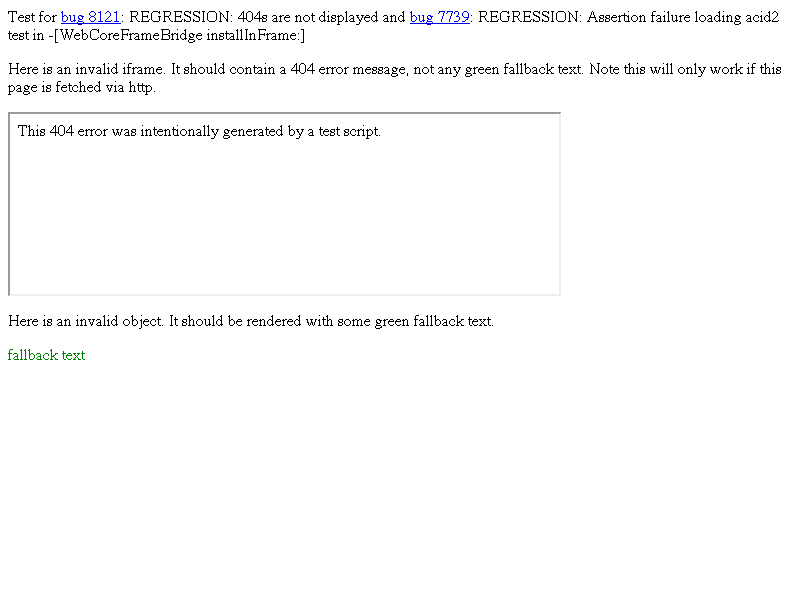 Test for bug 8121: REGRESSION: 404s are not displayed and bug 7739: REGRESSION: Assertion failure loading acid2
test in -[WebCoreFrameBridge installInFrame:]
Here is an invalid iframe. It should contain a 404 error message, not any green fallback text. Note this will only work if this
page is fetched via http.
This 404 error was intentionally generated by a test script.
Here is an invalid object. It should be rendered with some green fallback text.
fallback text